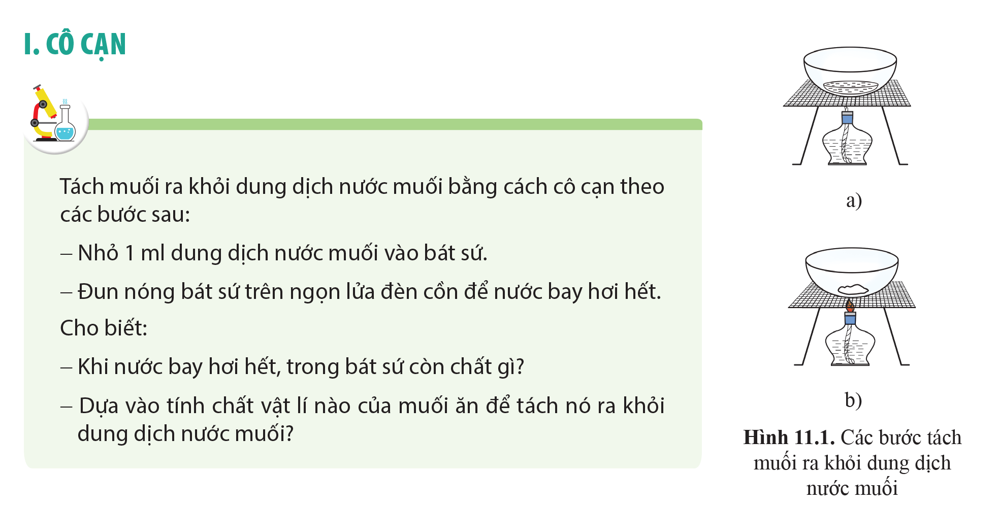 I. CÔ CẠN
Tách muối ra khỏi dung dịch nước muối bằng cách cô cạn theo
các bước sau:
– Nhỏ 1 ml dung dịch nước muối vào bát sứ.
– Đun nóng bát sứ trên ngọn lửa đèn cồn để nước bay hơi hết.
Cho biết:
– Khi nước bay hơi hết, trong bát sứ còn chất gì?
– Dựa vào tính chất vật lí nào của muối ăn để tách nó ra khỏi
dung dịch nước muối?
a)
b)
Hình 11.1. Các bước tách
muối ra khỏi dung dịch
nước muối